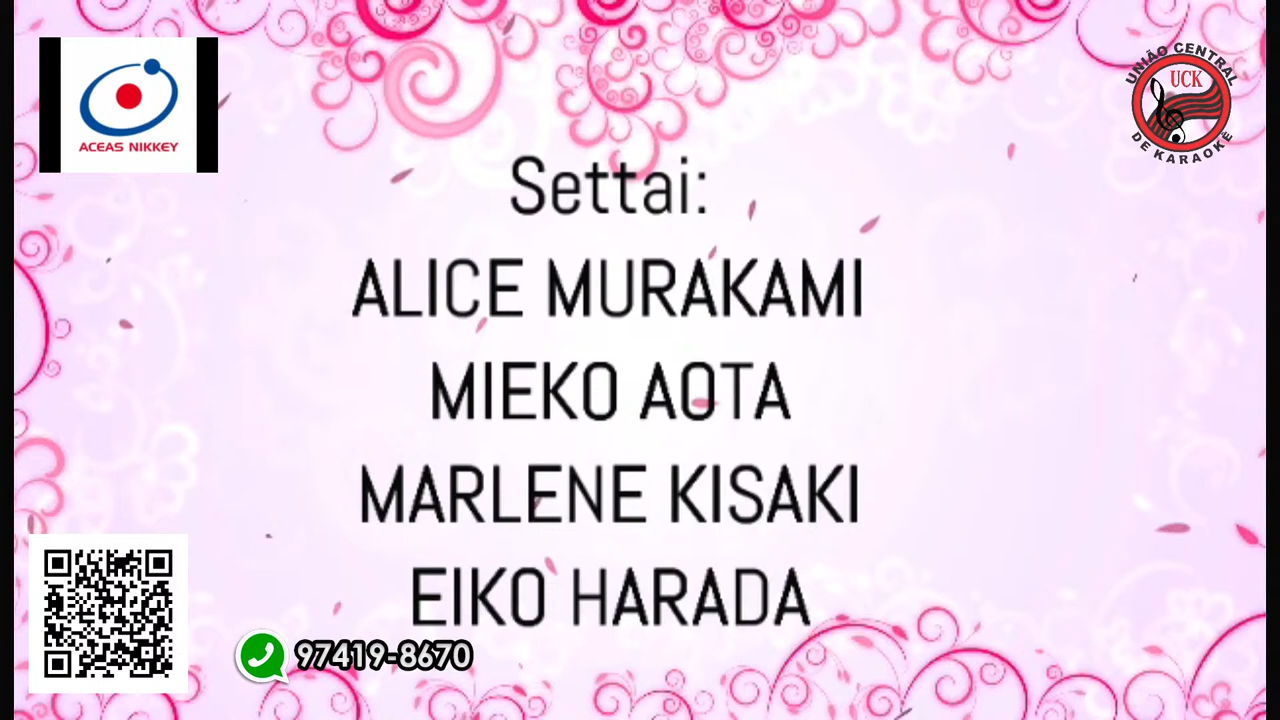 ACEAS NIKKEY
UNIÃO CENTRAL
UCK
DE KARAOKÊ
Settai:
ALICE MURAKAMI
MIEKO AOTA
MARLENE KISAKI
EIKO HARADA
97419-8670